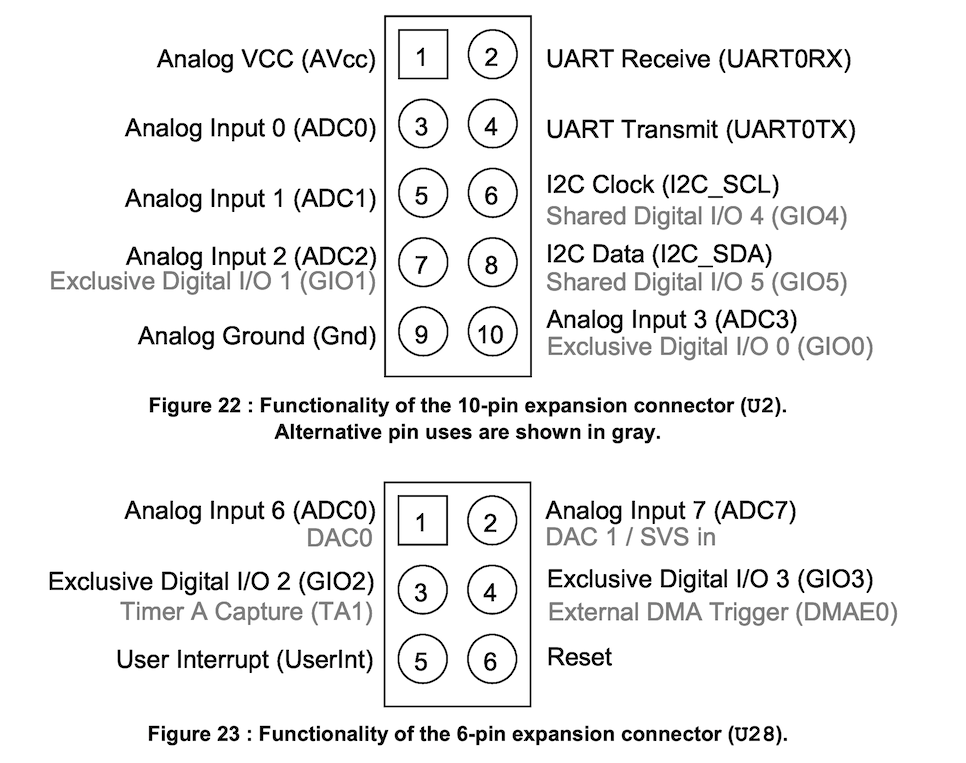 Analog VCC (AVcc) 1 2 UART Receive (UART0RX)
Analog Input 0 (ADC0) 3 4 UART Transmit (UART0TX)
Analog Input 1 (ADC1) 5 6 I2C Clock (I2C_SCL)
Shared Digital I/O 4 (GIO4)
Analog Input 2 (ADC2) 7 8 I2C Data (I2C_SDA)
Exclusive Digital I/O 1 (GIO1) Shared Digital I/O 5 (GIO5)
Analog Ground (Gnd) 9 10 Analog Input 3 (ADC3)
Exclusive Digital I/O 0 (GIO0)
Figure 22 : Functionality of the 10-pin expansion connector (U2).
Alternative pin uses are shown in gray.
Analog Input 6 (ADC0) 1 2 Analog Input 7 (ADC7)
DAC0 DAC 1 / SVS in
Exclusive Digital I/O 2 (GIO2) 3 4 Exclusive Digital I/O 3 (GIO3)
Timer A Capture (TA1) External DMA Trigger (DMAE0)
User Interrupt (UserInt) 5 6 Reset
Figure 23 : Functionality of the 6-pin expansion connector (U28).